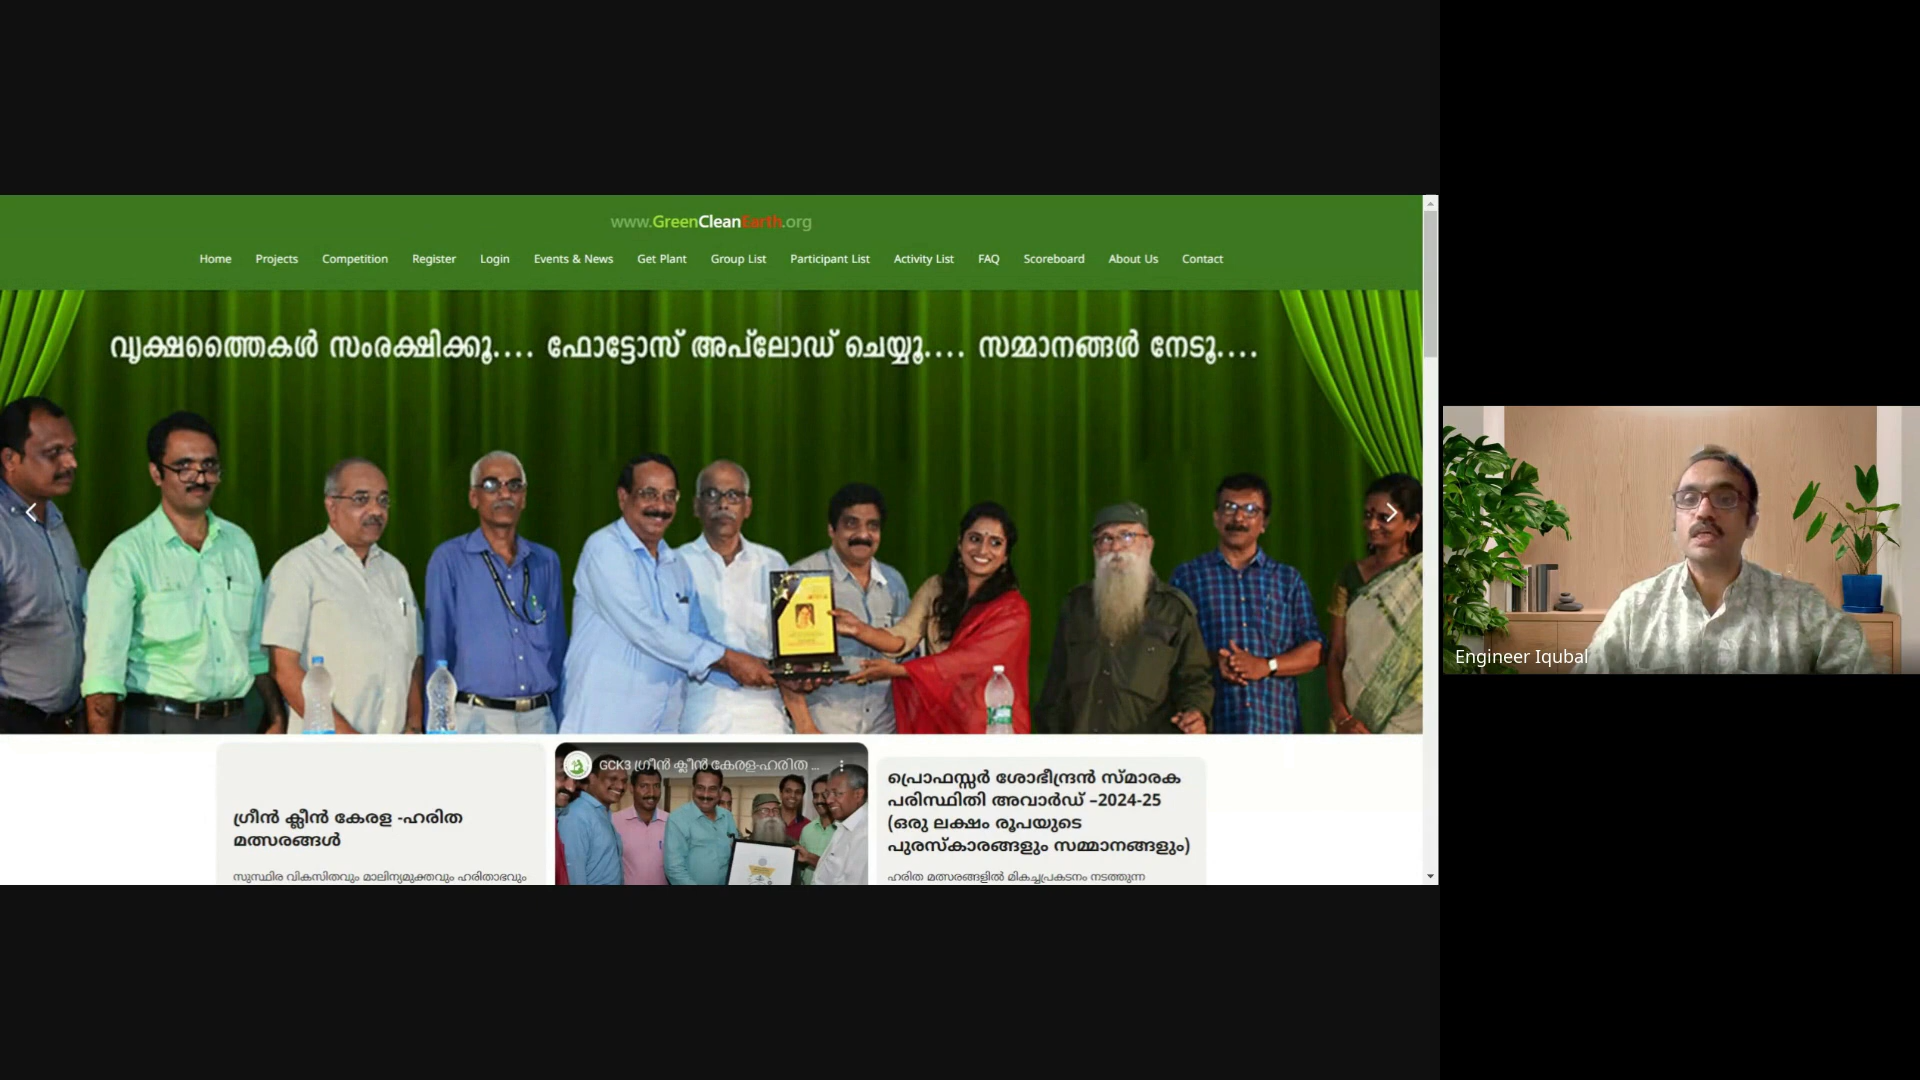 www.GreenCleanEarth.org
Home Projects Competition Register Login Events & News Get Plant Group List Participant List Activity List FAQ Scoreboard About Us Contact
വൃക്ഷത്തൈകൾ സംരക്ഷിക്കൂ.... ഫോട്ടോസ് അപ്‌ലോഡ് ചെയ്യൂ.... സമ്മാനങ്ങൾ നേടൂ....
ഗ്രീൻ ക്ലീൻ കേരള -ഹരിത
മത്സരങ്ങൾ
സുസ്ഥിര വികസിതവും മാലിന്യമുക്തവും ഹരിതാഭവും
GCK3 ഗ്രീൻ ക്ലീൻ കേരള-ഹരിത ...
പ്രൊഫസ്സർ ശോഭീന്ദ്രൻ സ്മാരക
പരിസ്ഥിതി അവാർഡ് –2024-25
(ഒരു ലക്ഷം രൂപയുടെ
പുരസ്കാരങ്ങളും സമ്മാനങ്ങളും)
ഹരിത മത്സരങ്ങളിൽ മികച്ചപ്രകടനം നടത്തുന്ന
Engineer Iqubal